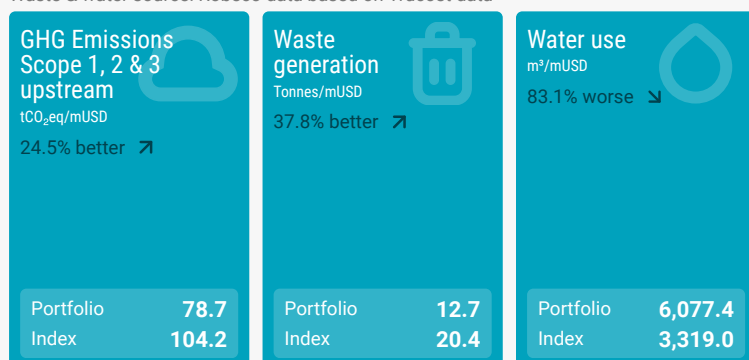 GHG Emissions
Scope 1, 2 & 3
upstream
tCO₂eq/mUSD
24.5% better
Portfolio 78.7
Index 104.2
Waste
generation
Tonnes/mUSD
37.8% better
Portfolio 12.7
Index 20.4
Water use
m³/mUSD
83.1% worse
Portfolio 6,077.4
Index 3,319.0